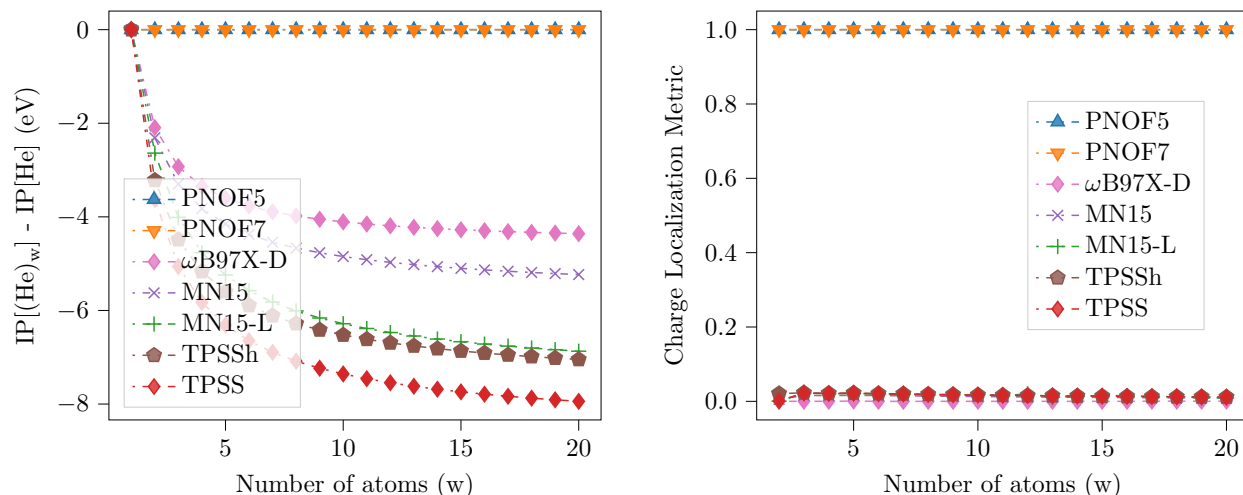 0
−2
−4
−6
−8
5
10
15
20
IP[(He)w] - IP[He] (eV)
Number of atoms (w)
PNOF5
PNOF7
ωB97X-D
MN15
MN15-L
TPSSh
TPSS
1.0
0.8
0.6
0.4
0.2
0.0
5
10
15
20
Charge Localization Metric
Number of atoms (w)
PNOF5
PNOF7
ωB97X-D
MN15
MN15-L
TPSSh
TPSS